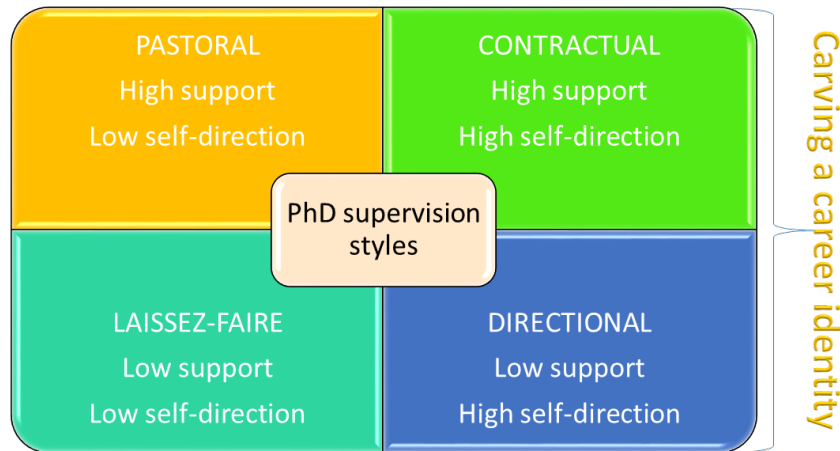 PASTORAL
High support
Low self-direction
CONTRACTUAL
High support
High self-direction
PhD supervision
styles
LAISSEZ-FAIRE
Low support
Low self-direction
DIRECTIONAL
Low support
High self-direction
Carving a career identity